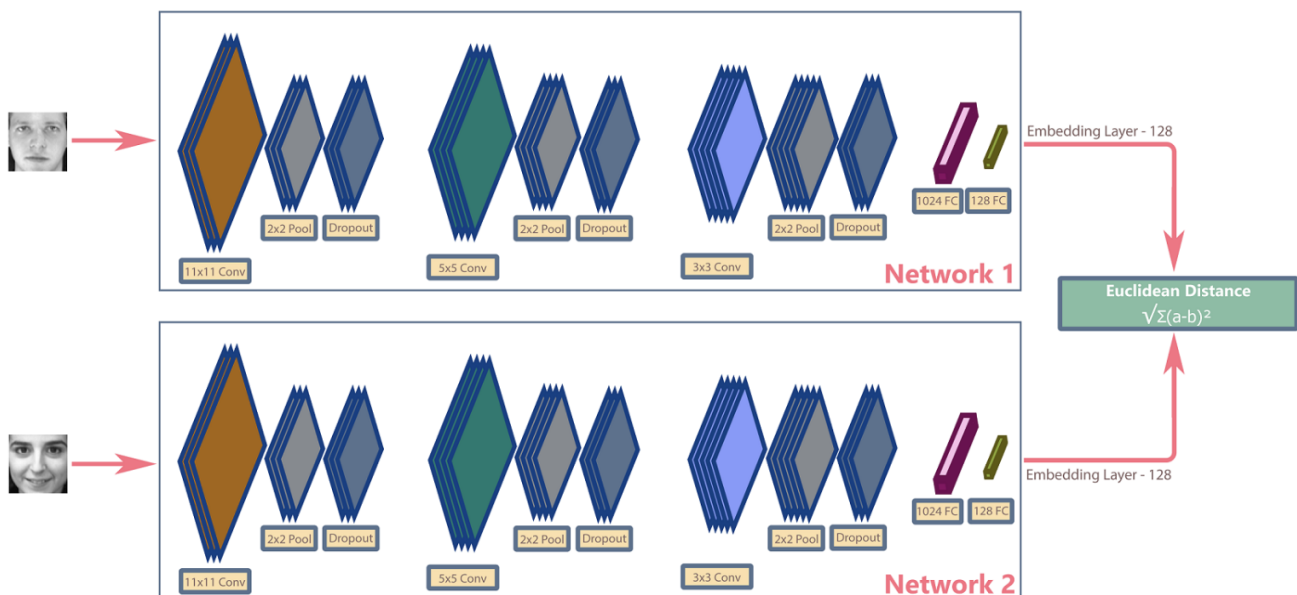 Embedding Layer - 128
1024 FC 128 FC
2x2 Pool Dropout 2x2 Pool Dropout 2x2 Pool Dropout
11x11 Conv 5x5 Conv 3x3 Conv
Network 1
Euclidean Distance
√Σ(a-b)²
Embedding Layer - 128
1024 FC 128 FC
2x2 Pool Dropout 2x2 Pool Dropout 2x2 Pool Dropout
11x11 Conv 5x5 Conv 3x3 Conv
Network 2